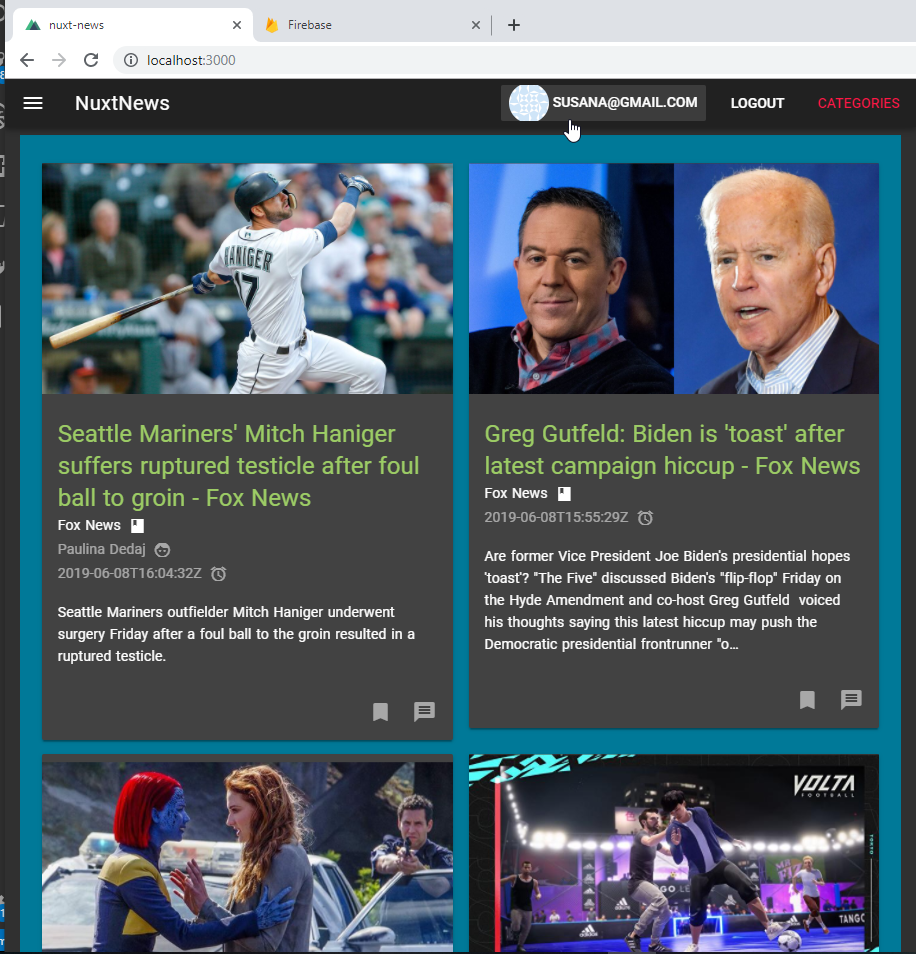 nuxt-news
Firebase
localhost:3000
NuxtNews
SUSANA@GMAIL.COM
LOGOUT
CATEGORIES
HANIGER
17
Seattle Mariners' Mitch Haniger
suffers ruptured testicle after foul
ball to groin - Fox News
Fox News
Paulina Dedaj
2019-06-08T16:04:32Z
Seattle Mariners outfielder Mitch Haniger underwent
surgery Friday after a foul ball to the groin resulted in a
ruptured testicle.
Greg Gutfeld: Biden is 'toast' after
latest campaign hiccup - Fox News
Fox News
2019-06-08T15:55:29Z
Are former Vice President Joe Biden's presidential hopes
'toast'? "The Five" discussed Biden's "flip-flop" Friday on
the Hyde Amendment and co-host Greg Gutfeld  voiced
his thoughts saying this latest hiccup may push the
Democratic presidential frontrunner "o…
VOLTA
FOOTBALL
TANGO LE
TANGO
adidas